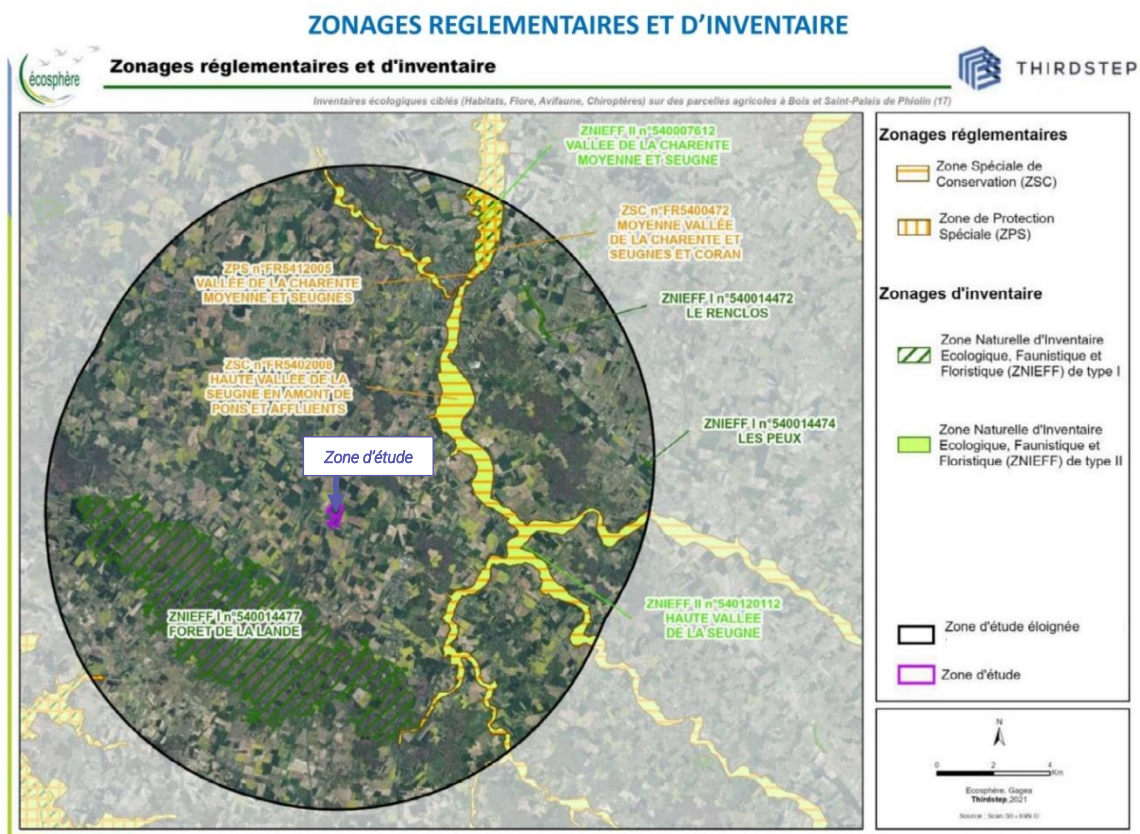 ZONAGES REGLEMENTAIRES ET D'INVENTAIRE
écosphère
Zonages réglementaires et d'inventaire
THIRDSTEP
Inventaires écologiques ciblés (Habitats, Flore, Avifaune, Chiroptères) sur des parcelles agricoles à Bois et Saint-Palais de Phiolin (17)
ZNIEFF II n°540007612
VALLEE DE LA CHARENTE
MOYENNE ET SEUGNE
ZSC n°FR5400472
MOYENNE VALLÉE
DE LA CHARENTE ET
SEUGNES ET CORAN
ZPS n°FR5412005
VALLÉE DE LA CHARENTE
MOYENNE ET SEUGNES
ZNIEFF I n°540014472
LE RENCLOS
ZSC n°FR5402008
HAUTE VALLÉE DE LA
SEUGNE EN AMONT DE
PONS ET AFFLUENTS
ZNIEFF I n°540014474
LES PEUX
Zone d'étude
ZNIEFF I n°540014477
FORET DE LA LANDE
ZNIEFF II n°540120112
HAUTE VALLEE
DE LA SEUGNE
Zonages réglementaires
Zone Spéciale de
Conservation (ZSC)
Zone de Protection
Spéciale (ZPS)
Zonages d'inventaire
Zone Naturelle d'Inventaire
Ecologique, Faunistique et
Floristique (ZNIEFF) de type I
Zone Naturelle d'Inventaire
Ecologique, Faunistique et
Floristique (ZNIEFF) de type II
Zone d'étude éloignée
Zone d'étude
N
0 2 4
Km
Ecosphère, Gagea
Thirdstep,2021
Source : Scan 50 - IGN ©